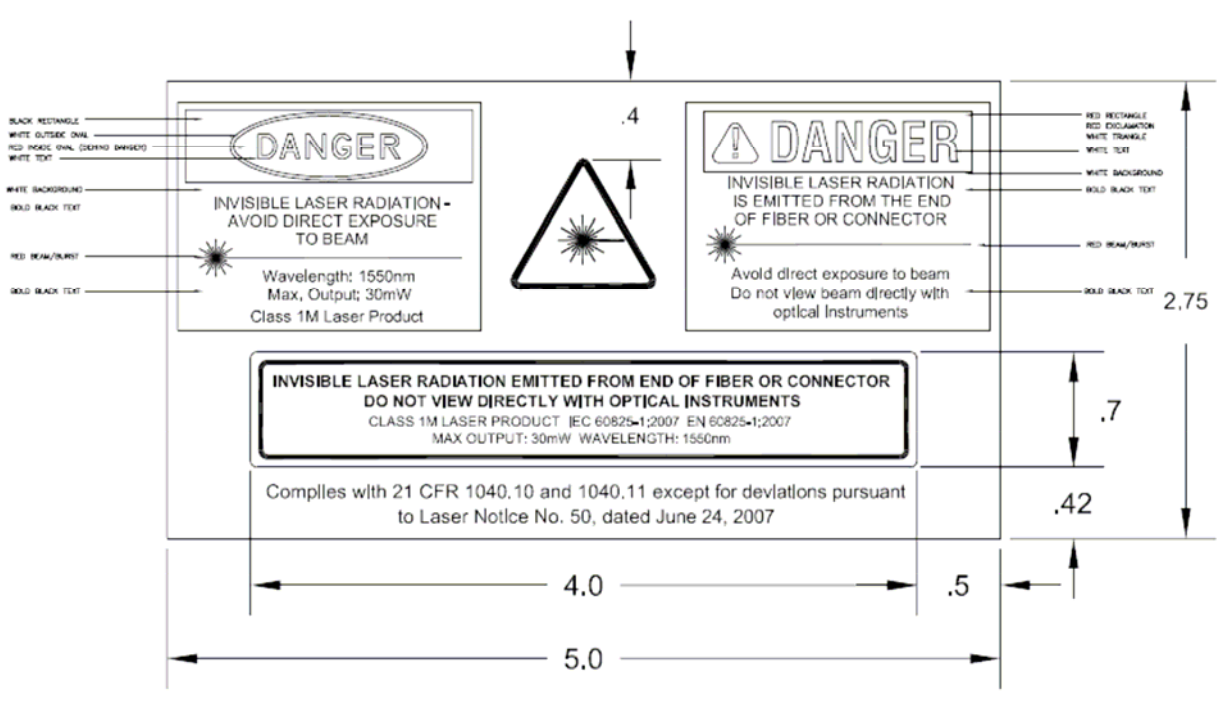 .4
BLACK RECTANGLE
WHITE OUTSIDE OVAL
RED INSIDE OVAL (BEHIND DANGER)
WHITE TEXT
WHITE BACKGROUND
BOLD BLACK TEXT
RED BEAM/BURST
BOLD BLACK TEXT
DANGER
INVISIBLE LASER RADIATION-
AVOID DIRECT EXPOSURE
TO BEAM
Wavelength: 1550nm
Max. Output: 30mW
Class 1M Laser Product
DANGER
INVISIBLE LASER RADIATION
IS EMITTED FROM THE END
OF FIBER OR CONNECTOR
Avoid direct exposure to beam
Do not view beam directly with
optical instruments
RED RECTANGLE
RED EXCLAMATION
WHITE TRIANGLE
WHITE TEXT
WHITE BACKGROUND
BOLD BLACK TEXT
RED BEAM/BURST
BOLD BLACK TEXT
2.75
INVISIBLE LASER RADIATION EMITTED FROM END OF FIBER OR CONNECTOR
DO NOT VIEW DIRECTLY WITH OPTICAL INSTRUMENTS
CLASS 1M LASER PRODUCT IEC 60825-1:2007 EN 60825-1:2007
MAX OUTPUT: 30mW WAVELENGTH: 1550nm
.7
Complies with 21 CFR 1040.10 and 1040.11 except for deviations pursuant
to Laser Notice No. 50, dated June 24, 2007
.42
4.0
.5
5.0